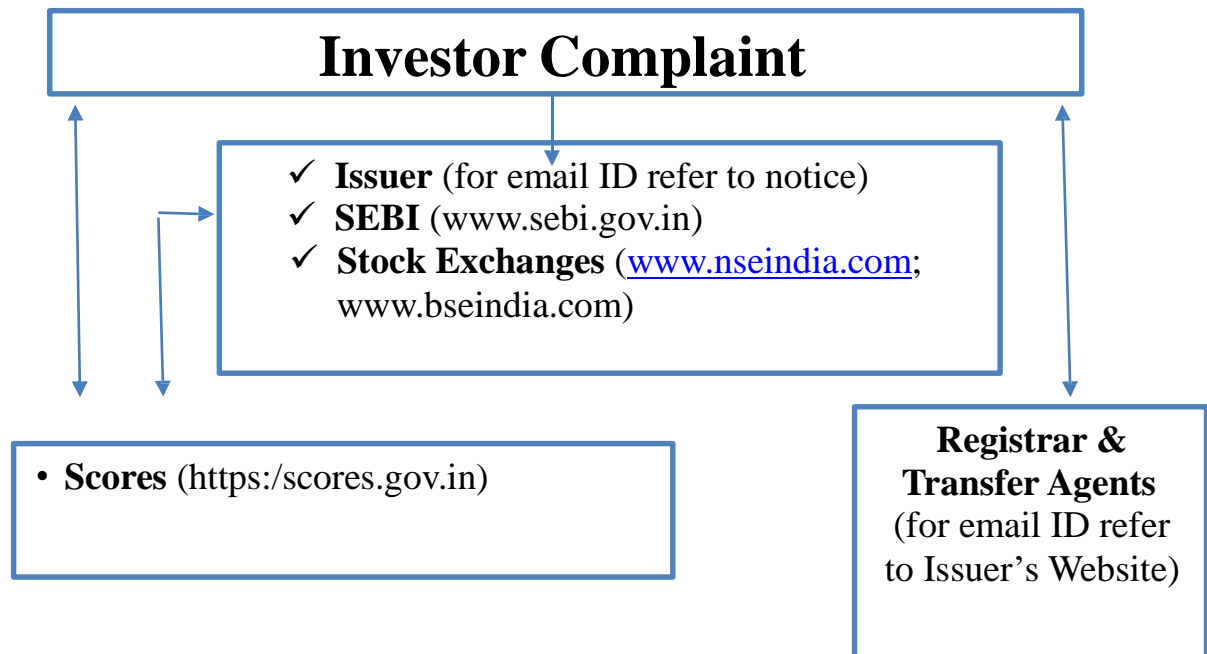 Investor Complaint
✓ Issuer (for email ID refer to notice)
✓ SEBI (www.sebi.gov.in)
✓ Stock Exchanges (www.nseindia.com;
www.bseindia.com)
• Scores (https:/scores.gov.in)
Registrar &
Transfer Agents
(for email ID refer
to Issuer’s Website)